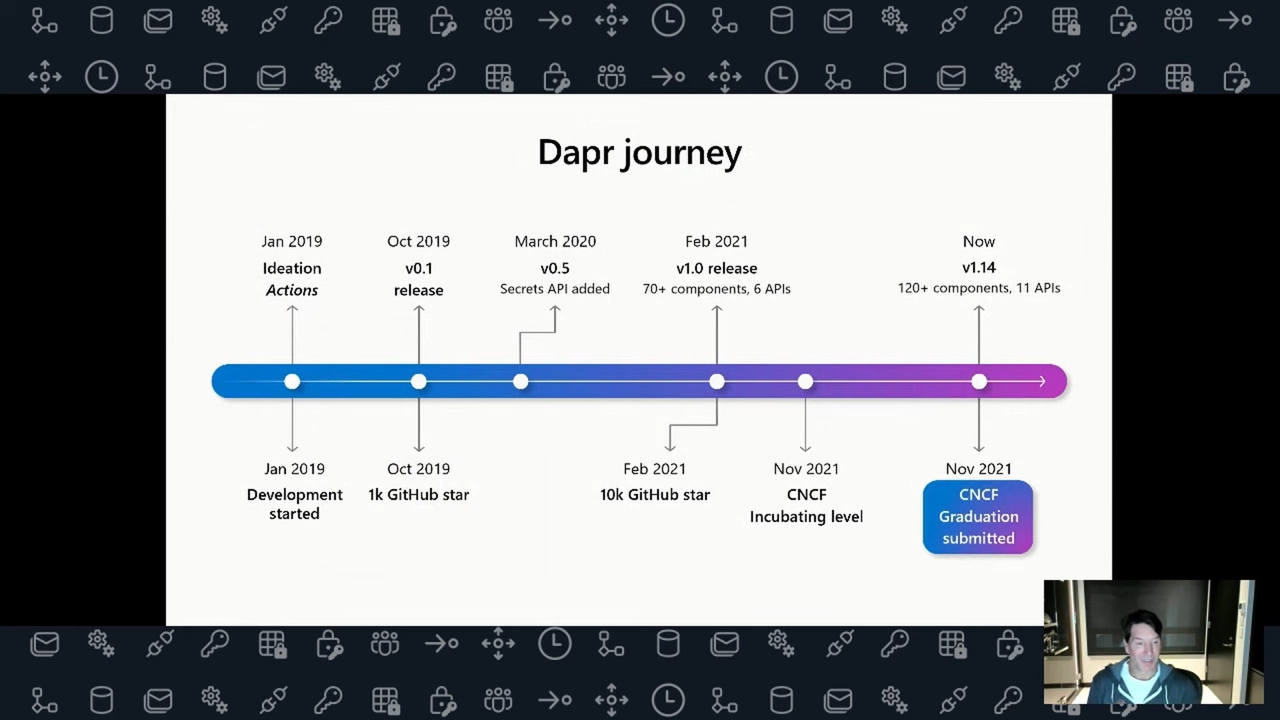 Dapr journey
Jan 2019
Ideation
Actions
Oct 2019
v0.1
release
March 2020
v0.5
Secrets API added
Feb 2021
v1.0 release
70+ components, 6 APIs
Now
v1.14
120+ components, 11 APIs
Jan 2019
Development
started
Oct 2019
1k GitHub star
Feb 2021
10k GitHub star
Nov 2021
CNCF
Incubating level
Nov 2021
CNCF
Graduation
submitted